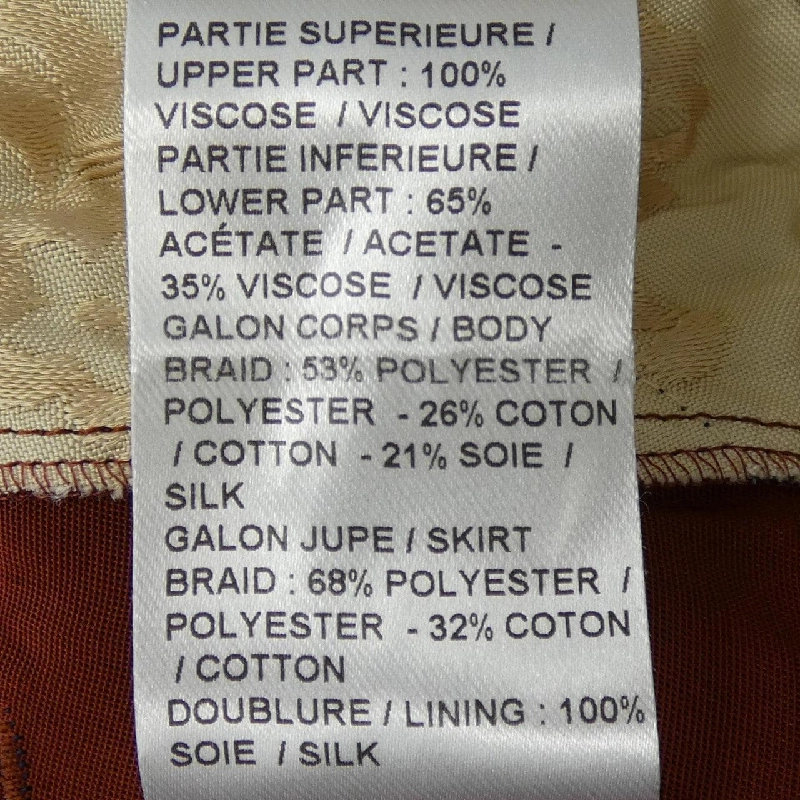 PARTIE SUPERIEURE /
UPPER PART : 100%
VISCOSE / VISCOSE
PARTIE INFERIEURE /
LOWER PART : 65%
ACÉTATE / ACETATE -
35% VISCOSE / VISCOSE
GALON CORPS / BODY
BRAID : 53% POLYESTER /
POLYESTER - 26% COTON
/ COTTON - 21% SOIE /
SILK
GALON JUPE / SKIRT
BRAID : 68% POLYESTER /
POLYESTER - 32% COTON
/ COTTON
DOUBLURE / LINING : 100%
SOIE / SILK